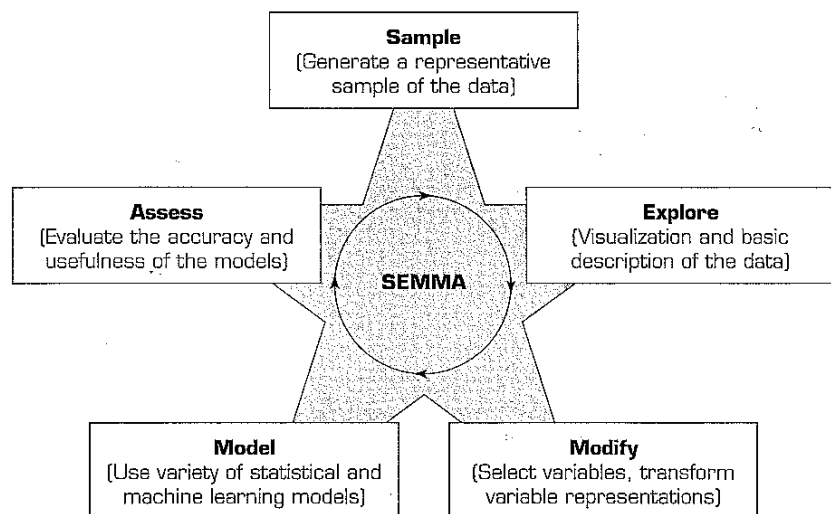 Sample
(Generate a representative
sample of the data)
Assess
(Evaluate the accuracy and
usefulness of the models)
Explore
(Visualization and basic
description of the data)
SEMMA
Model
(Use variety of statistical and
machine learning models)
Modify
(Select variables, transform
variable representations)